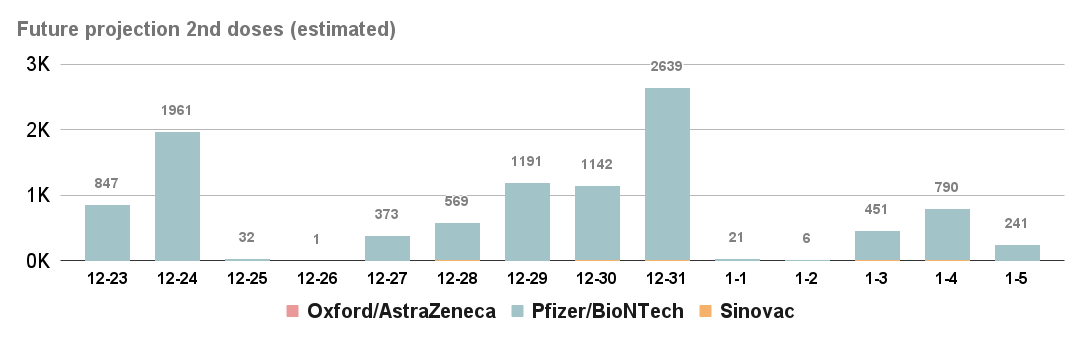 Future projection 2nd doses (estimated)
3K
2K
1K
0K
847
1961
32
1
373
569
1191
1142
2639
21
6
451
790
241
12-23 12-24 12-25 12-26 12-27 12-28 12-29 12-30 12-31 1-1 1-2 1-3 1-4 1-5
Oxford/AstraZeneca Pfizer/BioNTech Sinovac